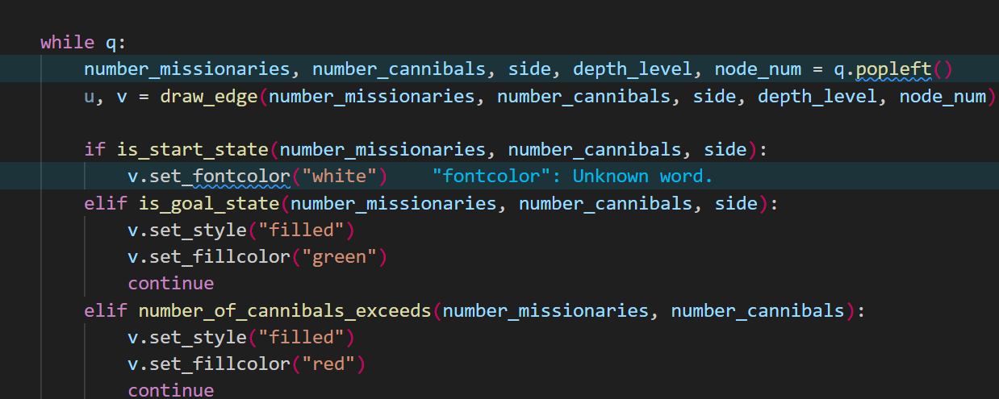 while q:
number_missionaries, number_cannibals, side, depth_level, node_num = q.popleft()
u, v = draw_edge(number_missionaries, number_cannibals, side, depth_level, node_num)
if is_start_state(number_missionaries, number_cannibals, side):
v.set_fontcolor("white") "fontcolor": Unknown word.
elif is_goal_state(number_missionaries, number_cannibals, side):
v.set_style("filled")
v.set_fillcolor("green")
continue
elif number_of_cannibals_exceeds(number_missionaries, number_cannibals):
v.set_style("filled")
v.set_fillcolor("red")
continue